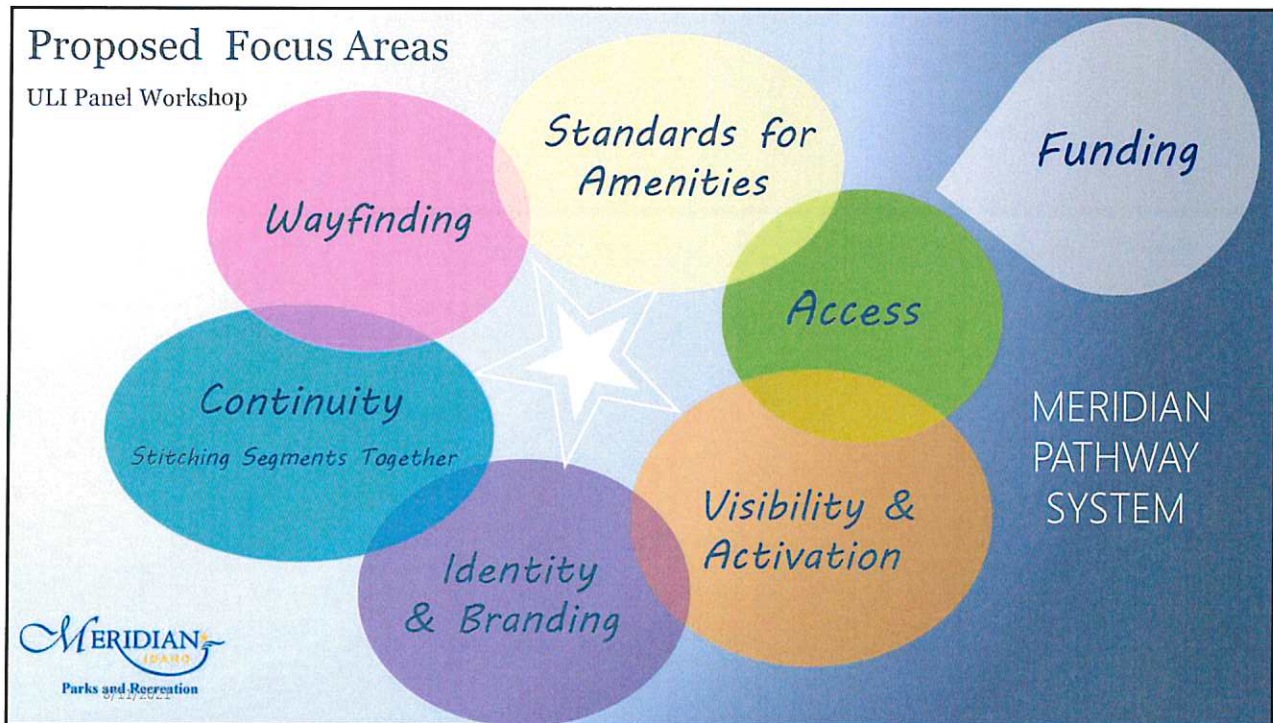 Proposed Focus Areas
ULI Panel Workshop
Wayfinding
Standards for
Amenities
Funding
Access
Continuity
Stitching Segments Together
Visibility &
Activation
Identity
& Branding
MERIDIAN
PATHWAY
SYSTEM
MERIDIAN
IDAHO
Parks and Recreation